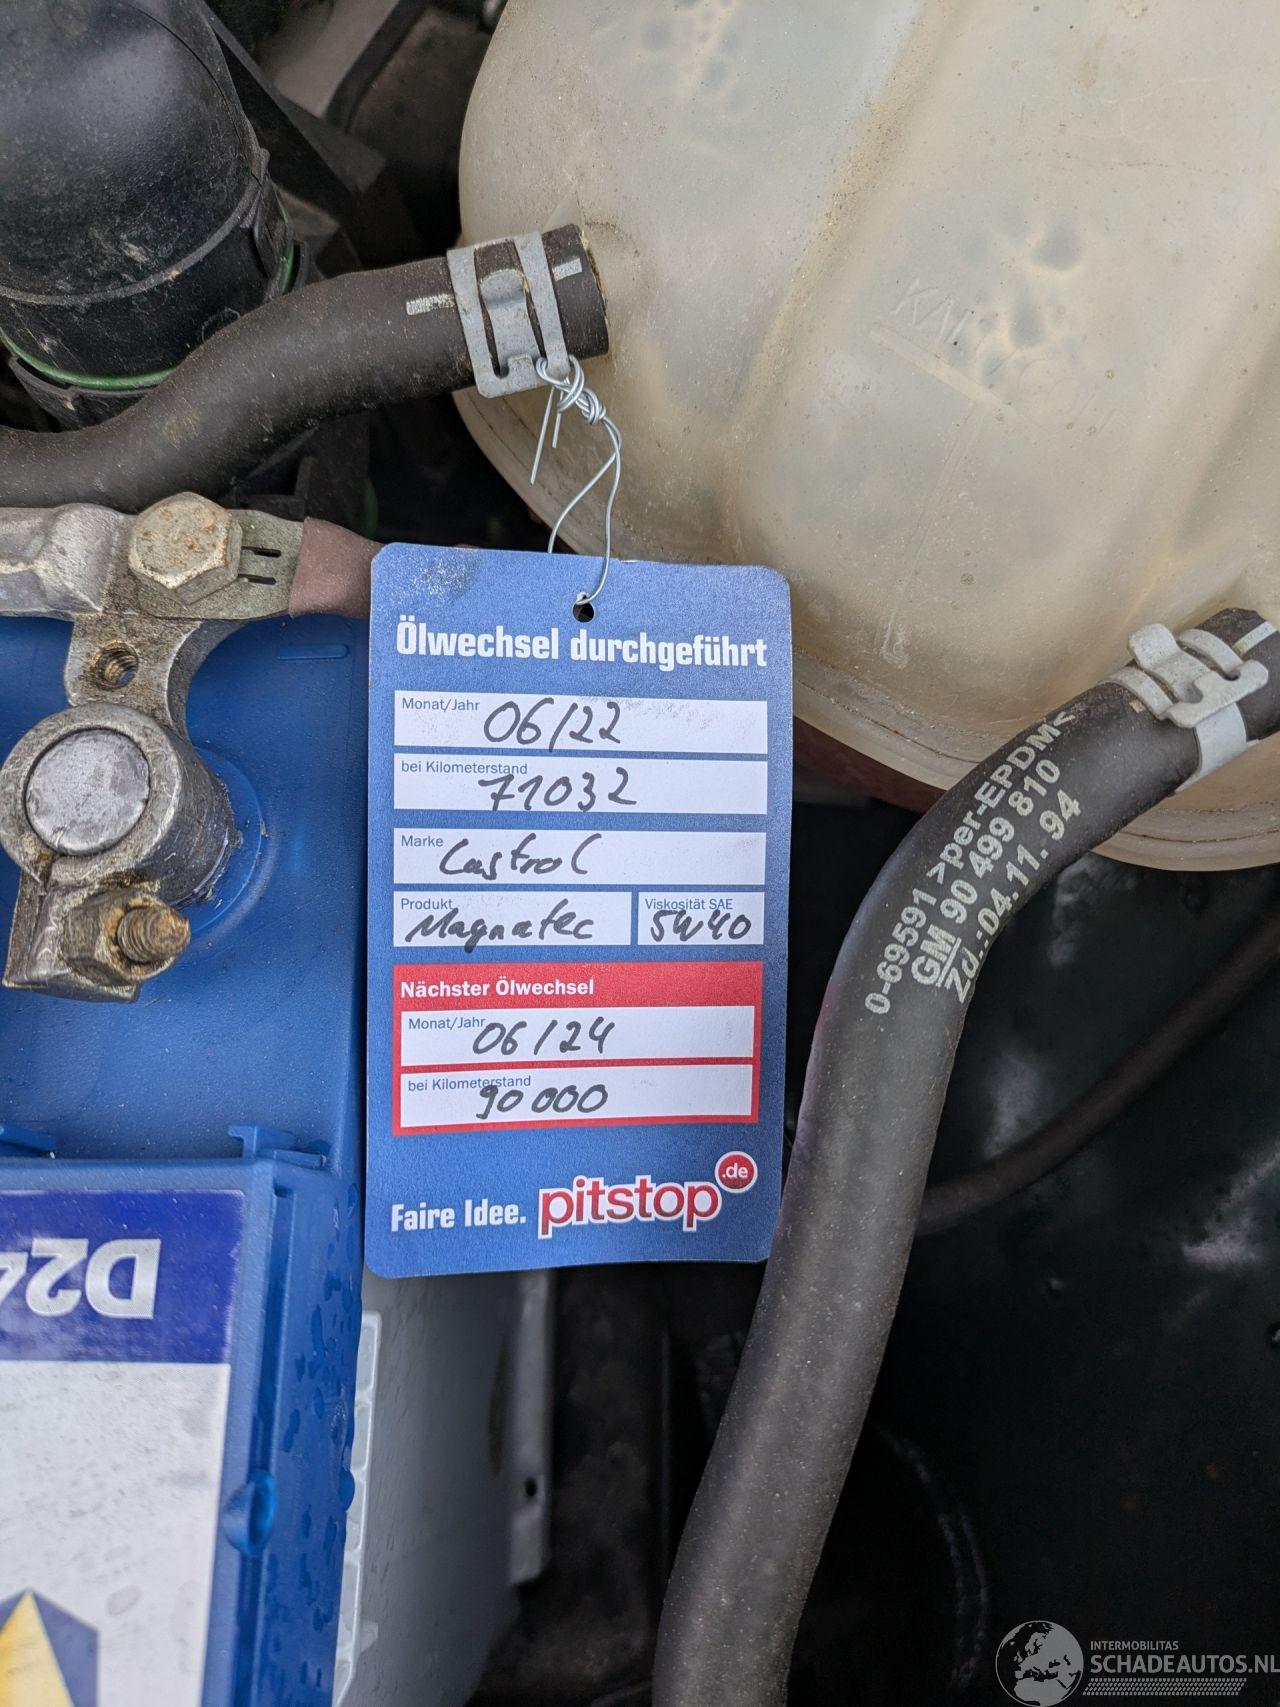 Ölwechsel durchgeführt
Monat/Jahr 06/22
bei Kilometerstand 71032
Marke Castrol
Produkt Magnatec
Viskosität SAE 5W40
Nächster Ölwechsel
Monat/Jahr 06/24
bei Kilometerstand 90 000
Faire Idee. pitstop.de
0-69591 >per-EPDM<
GM 90 499 810
Zd.:04.11.94
D24
INTERMOBILITAS
SCHADEAUTOS.NL